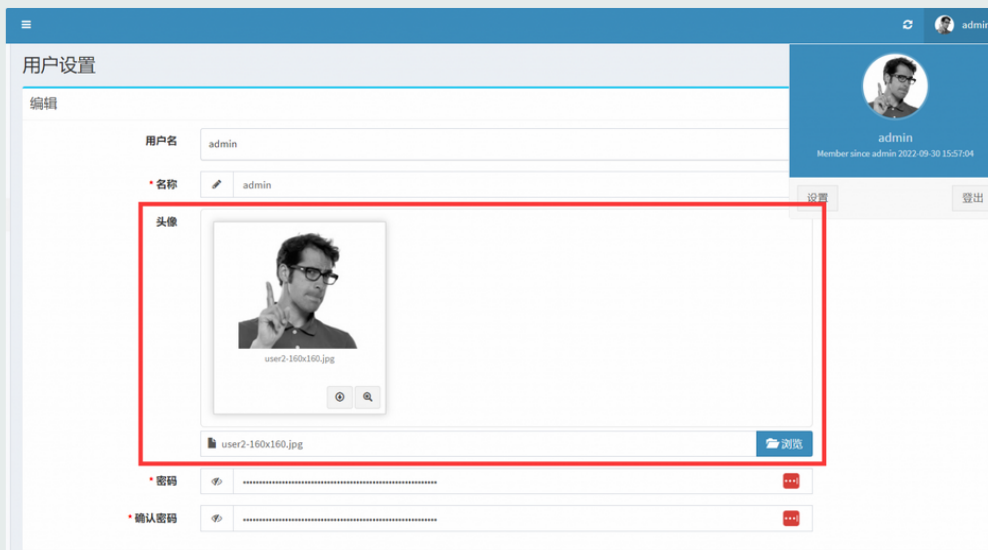 admin
用户设置
编辑
admin
Member since admin 2022-09-30 15:57:04
设置
登出
用户名
admin
*名称
admin
头像
user2-160x160.jpg
user2-160x160.jpg
浏览
*密码
*确认密码